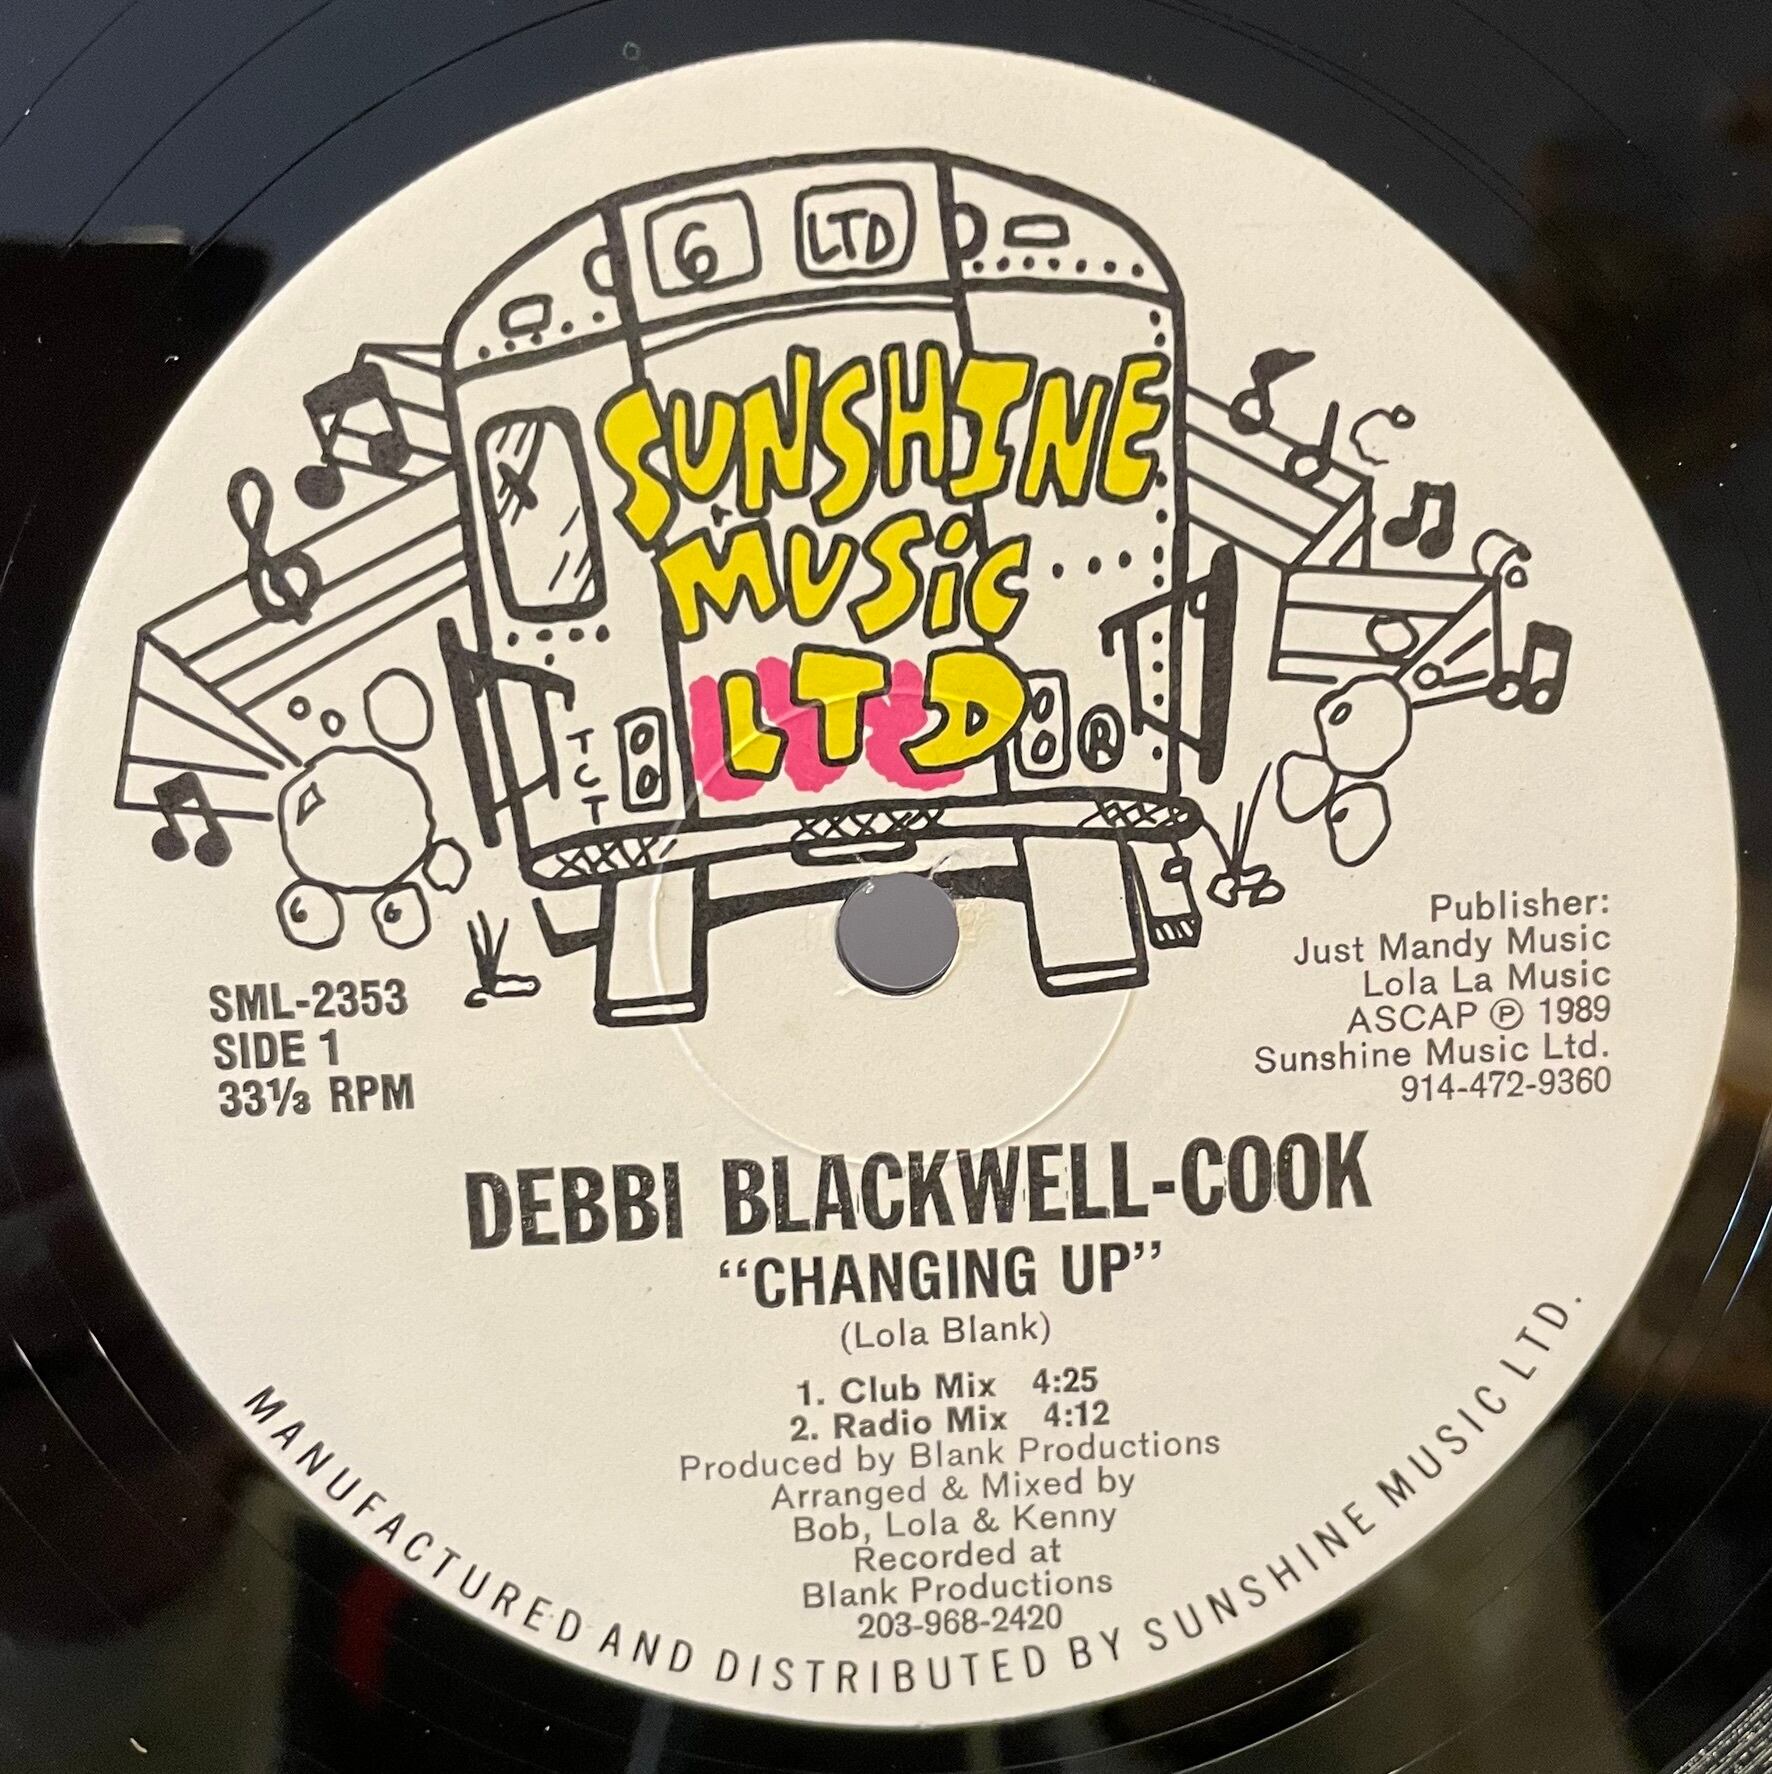 6 LTD
SUNSHINE
MUSiC
LTD
TCT
®
6 6
SML-2353
SIDE 1
33⅓ RPM
Publisher:
Just Mandy Music
Lola La Music
ASCAP ℗ 1989
Sunshine Music Ltd.
914-472-9360
DEBBI BLACKWELL-COOK
“CHANGING UP”
(Lola Blank)
1. Club Mix 4:25
2. Radio Mix 4:12
Produced by Blank Productions
Arranged & Mixed by
Bob, Lola & Kenny
Recorded at
Blank Productions
203-968-2420
MANUFACTURED AND DISTRIBUTED BY SUNSHINE MUSIC LTD.